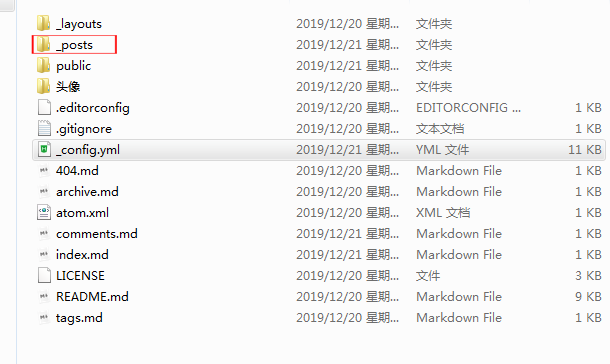 _layouts 2019/12/20 星期... 文件夹
_posts 2019/12/21 星期... 文件夹
public 2019/12/21 星期... 文件夹
头像 2019/12/20 星期... 文件夹
.editorconfig 2019/12/20 星期... EDITORCONFIG ... 1 KB
.gitignore 2019/12/20 星期... 文本文档 1 KB
_config.yml 2019/12/21 星期... YML 文件 11 KB
404.md 2019/12/20 星期... Markdown File 1 KB
archive.md 2019/12/21 星期... Markdown File 1 KB
atom.xml 2019/12/20 星期... XML 文档 1 KB
comments.md 2019/12/21 星期... Markdown File 1 KB
index.md 2019/12/21 星期... Markdown File 1 KB
LICENSE 2019/12/20 星期... 文件 3 KB
README.md 2019/12/20 星期... Markdown File 9 KB
tags.md 2019/12/20 星期... Markdown File 1 KB